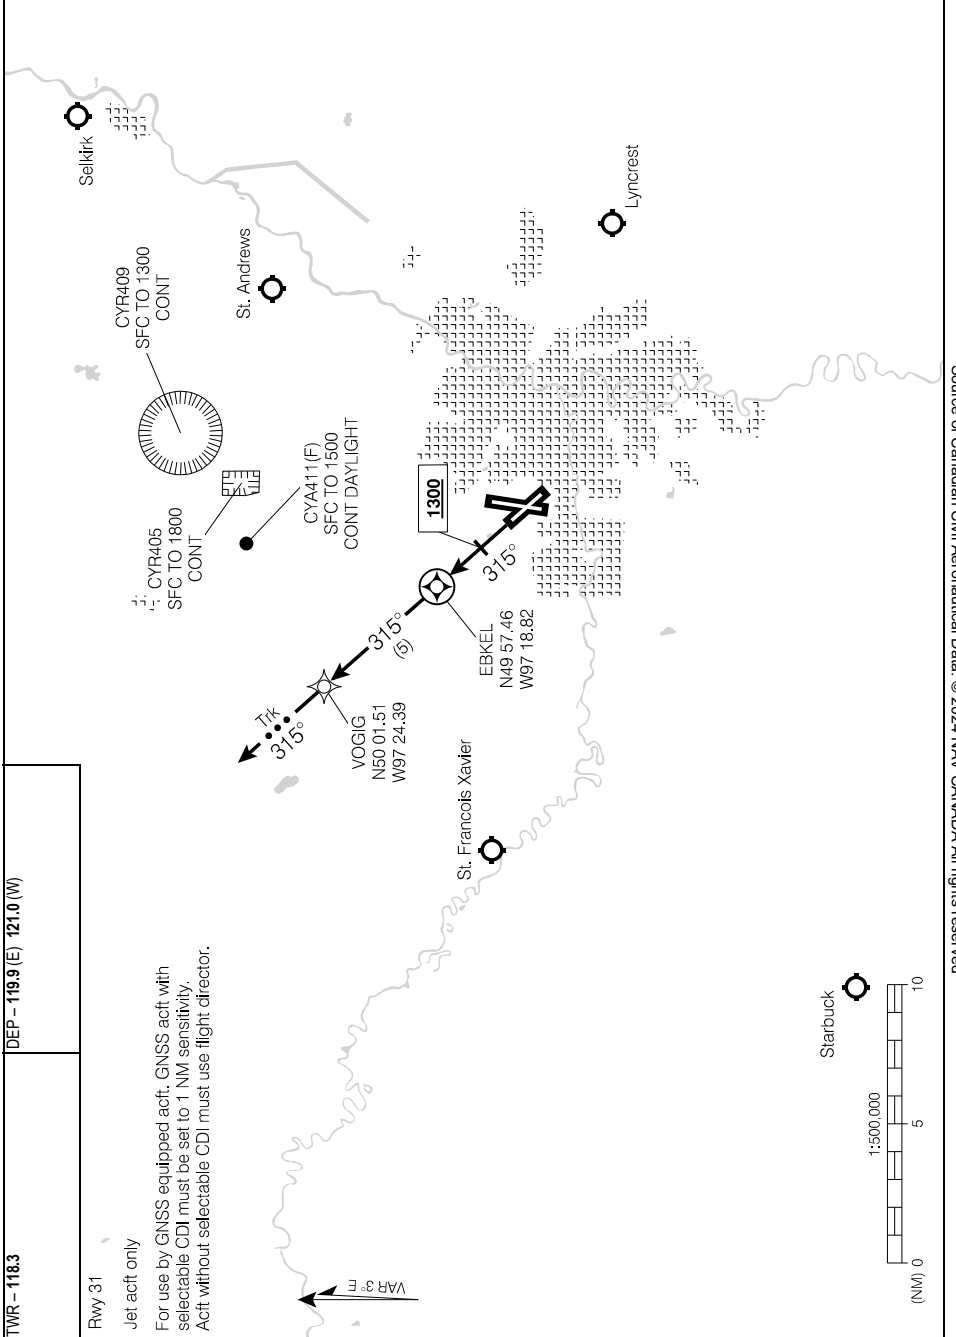 TWR – 118.3
DEP – 119.9 (E) 121.0 (W)
Rwy 31
Jet acft only
For use by GNSS equipped acft. GNSS acft with
selectable CDI must be set to 1 NM sensitivity.
Acft without selectable CDI must use flight director.
Selkirk
CYR409
SFC TO 1300
CONT
St. Andrews
CYR405
SFC TO 1800
CONT
CYA411(F)
SFC TO 1500
CONT DAYLIGHT
Lyncrest
1300
315°
EBKEL
N49 57.46
W97 18.82
315°
(5)
VOGIG
N50 01.51
W97 24.39
Trk
315°
St. Francois Xavier
Starbuck
VAR 3° E
1:500,000
(NM) 0 5 10
Source of Canadian Civil Aeronautical Data: © 2024 NAV CANADA All rights reserved